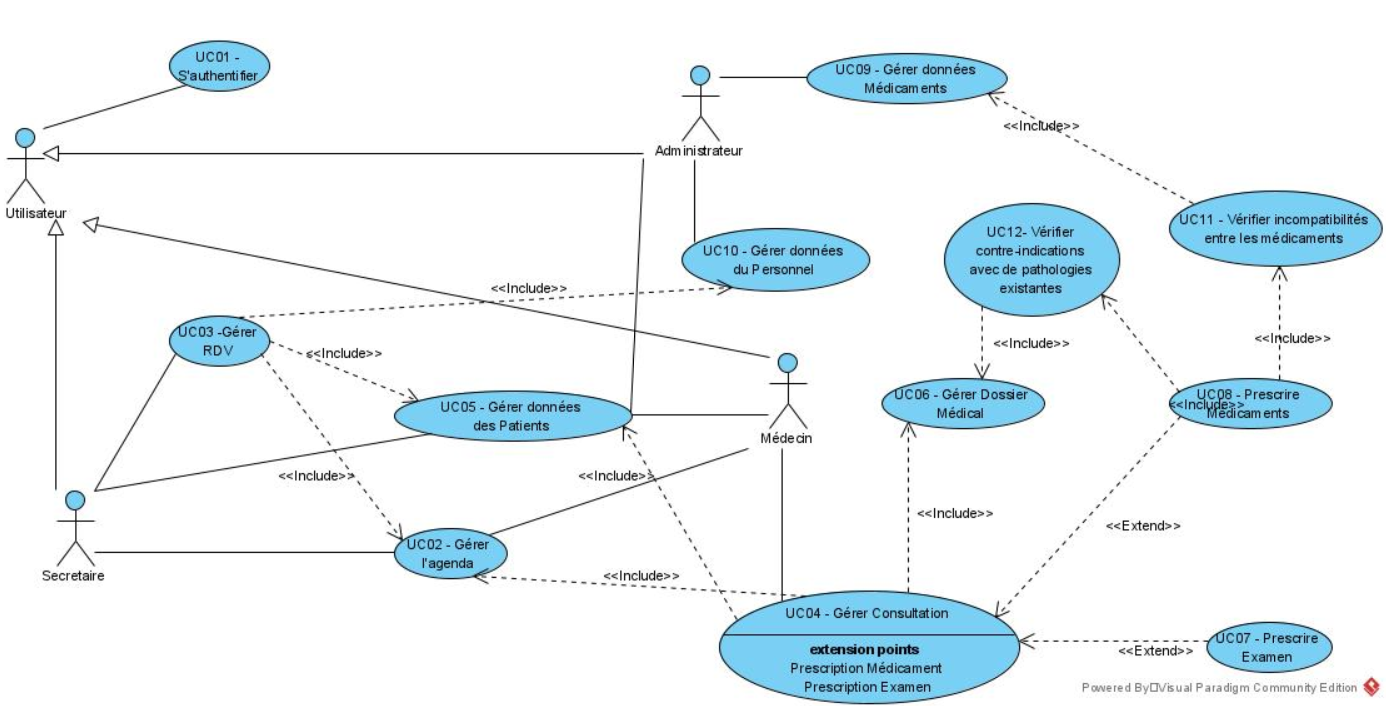 UC01 -
S'authentifier
UC09 - Gérer données
Médicaments
<<Include>>
Administrateur
Utilisateur
UC11 - Vérifier incompatibilités
entre les médicaments
UC12- Vérifier
contre-indications
avec de pathologies
existantes
UC10 - Gérer données
du Personnel
<<Include>>
UC03 -Gérer
RDV
<<Include>>
<<Include>>
<<Include>>
UC05 - Gérer données
des Patients
Médecin
UC06 - Gérer Dossier
Médical
UC08 - Prescrire
<<Include>>
Médicaments
<<Include>>
<<Include>>
<<Include>>
<<Extend>>
Secretaire
UC02 - Gérer
l'agenda
<<Include>>
UC04 - Gérer Consultation
extension points
Prescription Médicament
Prescription Examen
<<Extend>>
UC07 - Prescrire
Examen
Powered By Visual Paradigm Community Edition